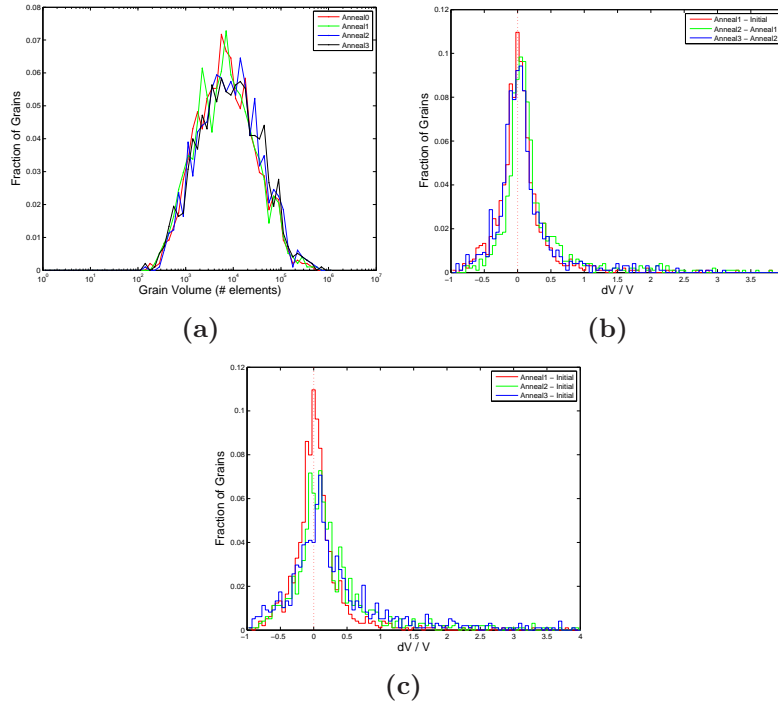 0.08
0.07
0.06
0.05
0.04
0.03
0.02
0.01
0
Fraction of Grains
10^0 10^1 10^2 10^3 10^4 10^5 10^6 10^7
Grain Volume (# elements)
Anneal0
Anneal1
Anneal2
Anneal3
(a)
0.12
0.1
0.08
0.06
0.04
0.02
0
Fraction of Grains
−1 −0.5 0 0.5 1 1.5 2 2.5 3 3.5
dV / V
Anneal1 − Initial
Anneal2 − Anneal1
Anneal3 − Anneal2
(b)
0.12
0.1
0.08
0.06
0.04
0.02
0
Fraction of Grains
−1 −0.5 0 0.5 1 1.5 2 2.5 3 3.5 4
dV / V
Anneal1 − Initial
Anneal2 − Initial
Anneal3 − Initial
(c)